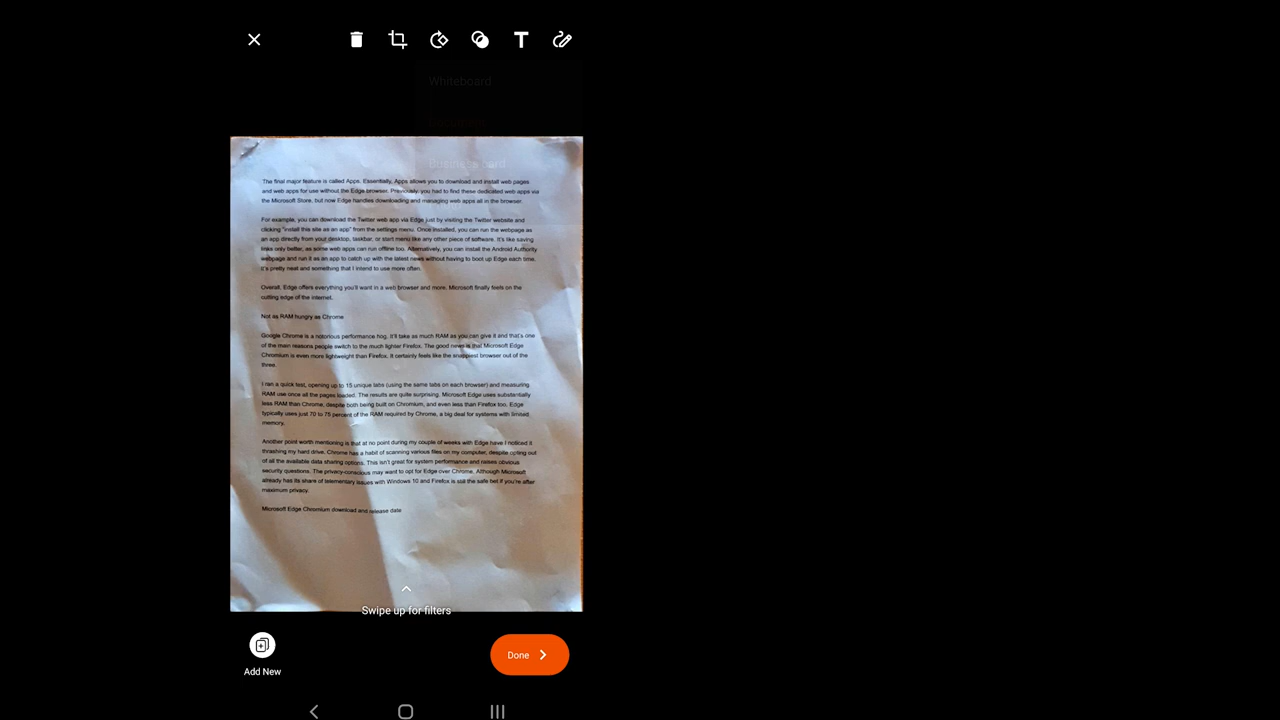 T
Whiteboard
Document
Business card
The final major feature is called Apps. Essentially, Apps allows you to download and install web pages
and web apps for use without the Edge browser. Previously, you had to find these dedicated web apps via
the Microsoft Store, but now Edge handles downloading and managing web apps all in the browser.
For example, you can download the Twitter web app via Edge just by visiting the Twitter website and
clicking "install this site as an app" from the settings menu. Once installed, you can run the webpage as
an app directly from your desktop, taskbar, or start menu like any other piece of software. It's like saving
links only twitter, as some web apps can run offline too. Alternatively, you can install the Android Authority
webpage and run it as an app to catch up with the latest news without having to boot up Edge each time.
It's pretty neat and something that I intend to use more often.
Overall, Edge offers everything you'll want in a web browser and more. Microsoft finally feels on the
cutting edge of the internet.
Not as RAM hungry as Chrome
Google Chrome is a notorious performance hog, it'll take as much RAM as you can give it and that's one
of the main reasons people switch to the much lighter Firefox. The good news is that Microsoft Edge
Chromium is even more lightweight than Firefox. It certainly feels like the snappiest browser out of the
three.
I ran a quick test, opening up to 15 unique tabs (using the same tabs on each browser) and measuring
RAM use once all the pages loaded. The results are quite surprising. Microsoft Edge uses substantially
less RAM than Chrome, despite both being built on Chromium, and even less than Firefox too. Edge
typically uses just 70 to 75 percent of the RAM required by Chrome, a big deal for systems with limited
memory.
Another point worth mentioning is that at no point during my couple of weeks with Edge have I noticed it
thrashing my hard drive. Chrome has a habit of scanning various files on my computer, despite opting out
of all the available data sharing options. This isn't great for system performance and raises obvious
security questions. The privacy-conscious may want to opt for Edge over Chrome. Although Microsoft
already has its share of telementary issues with Windows 10 and Firefox is still the safe bet if you're after
maximum privacy.
Microsoft Edge Chromium download and release date
Swipe up for filters
Add New
Done